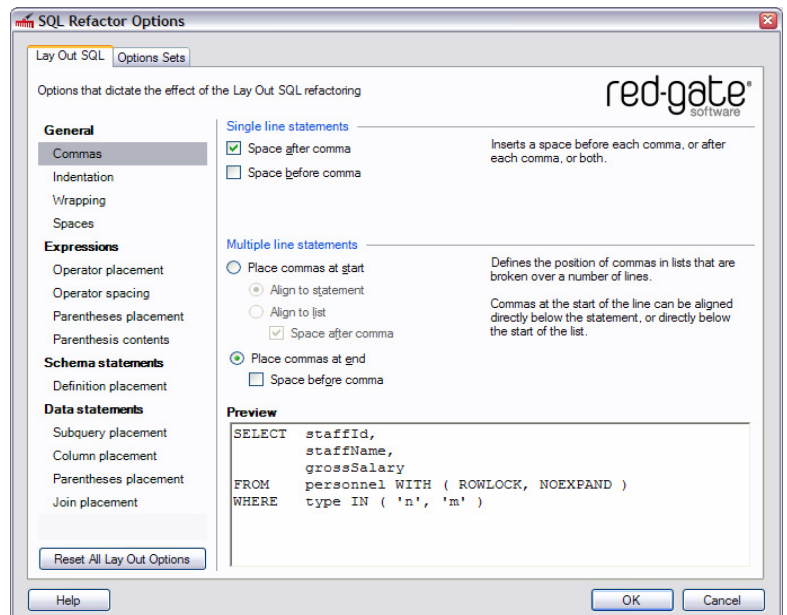 SQL Refactor Options
Lay Out SQL
Options Sets
Options that dictate the effect of the Lay Out SQL refactoring
red-gate®
software
General
Commas
Indentation
Wrapping
Spaces
Expressions
Operator placement
Operator spacing
Parentheses placement
Parenthesis contents
Schema statements
Definition placement
Data statements
Subquery placement
Column placement
Parentheses placement
Join placement
Reset All Lay Out Options
Single line statements
Space after comma
Space before comma
Inserts a space before each comma, or after
each comma, or both.
Multiple line statements
Place commas at start
Align to statement
Align to list
Space after comma
Place commas at end
Space before comma
Defines the position of commas in lists that are
broken over a number of lines.
Commas at the start of the line can be aligned
directly below the statement, or directly below
the start of the list.
Preview
SELECT  staffId,
        staffName,
        grossSalary
FROM    personnel WITH ( ROWLOCK, NOEXPAND )
WHERE   type IN ( 'n', 'm' )
Help
OK
Cancel